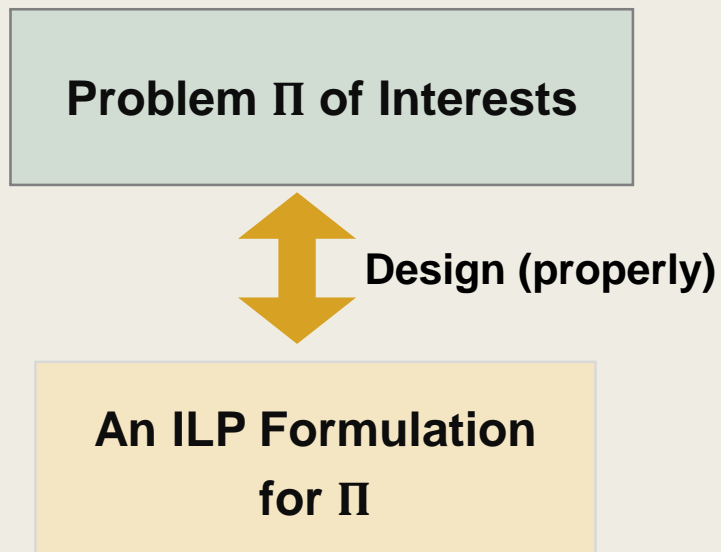 Problem Π of Interests
Design (properly)
An ILP Formulation
for Π